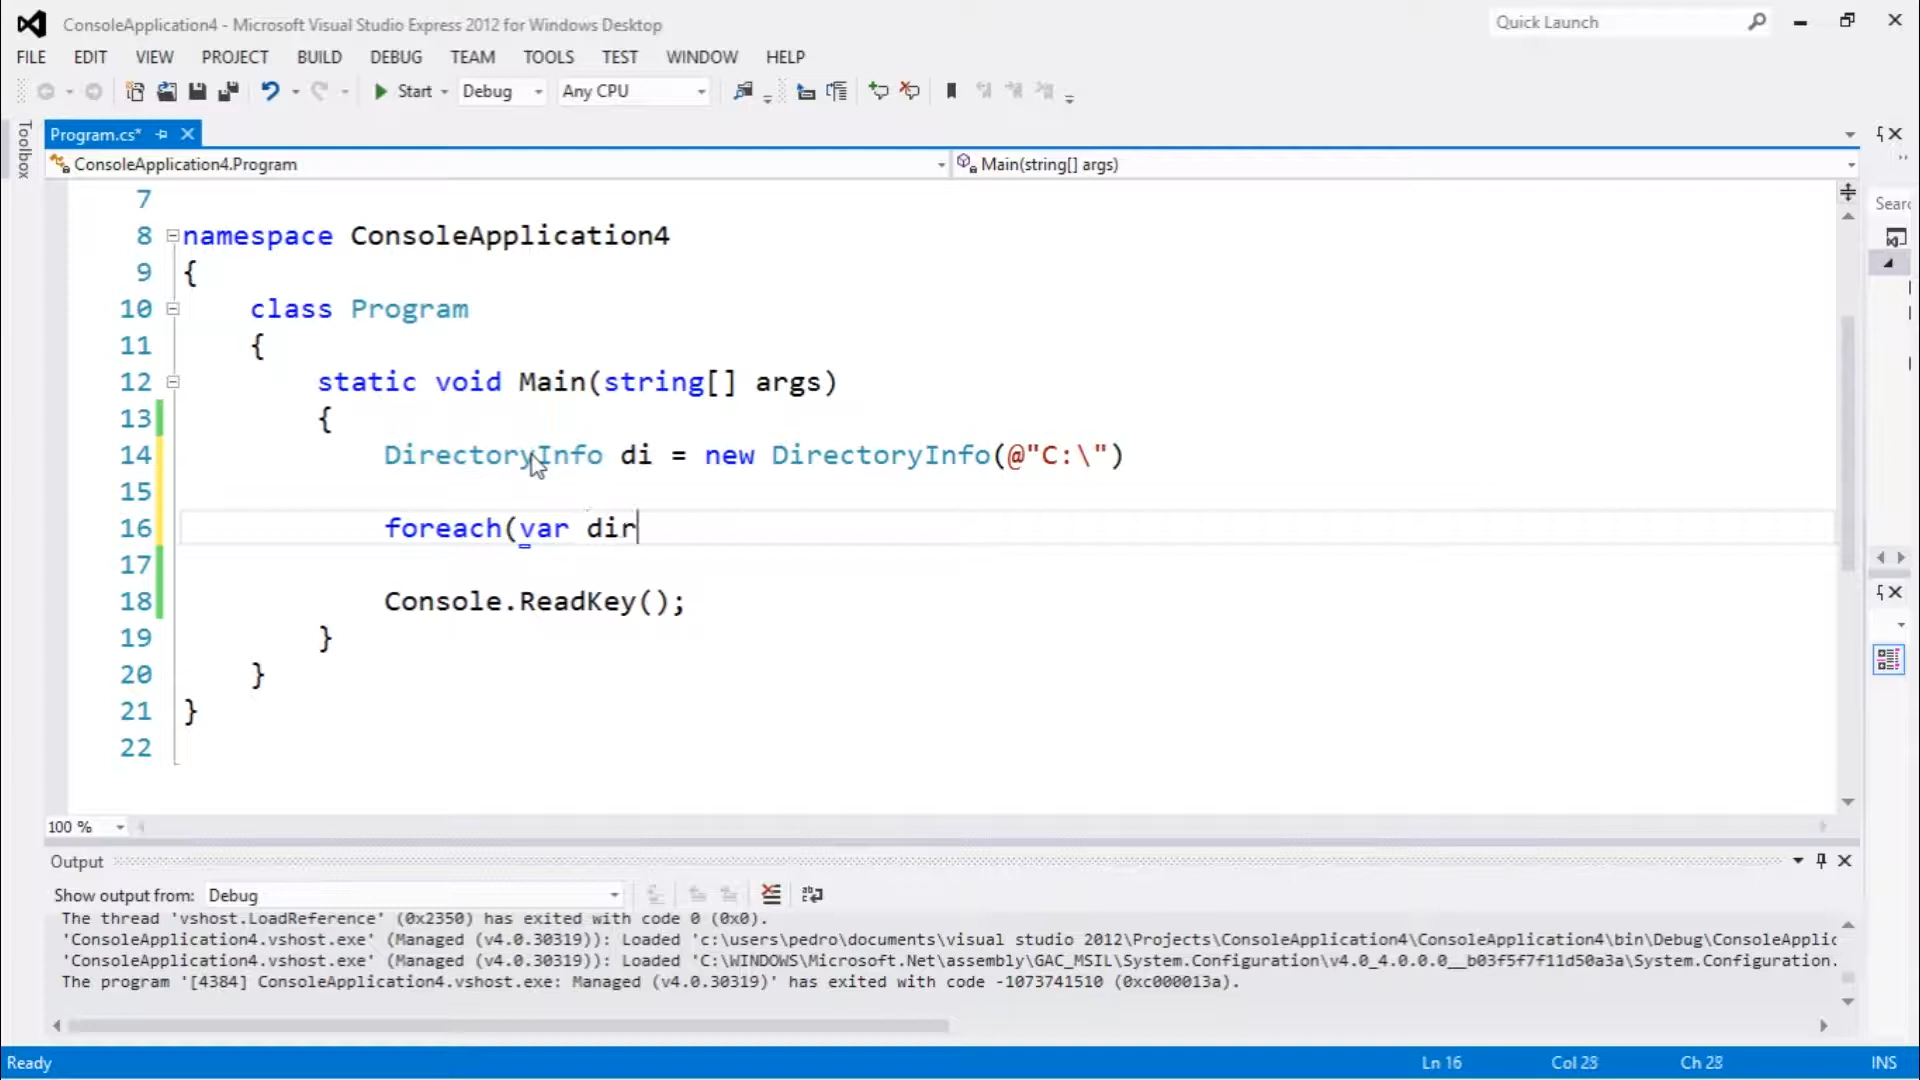 ConsoleApplication4 - Microsoft Visual Studio Express 2012 for Windows Desktop
Quick Launch
FILE EDIT VIEW PROJECT BUILD DEBUG TEAM TOOLS TEST WINDOW HELP
Start Debug Any CPU
Toolbox
Program.cs*
ConsoleApplication4.Program Main(string[] args)
7
8 namespace ConsoleApplication4
9 {
10 class Program
11 {
12 static void Main(string[] args)
13 {
14 DirectoryInfo di = new DirectoryInfo(@"C:\")
15
16 foreach(var dir
17
18 Console.ReadKey();
19 }
20 }
21 }
22
Searc
100 %
Output
Show output from: Debug
The thread 'vshost.LoadReference' (0x2350) has exited with code 0 (0x0).
'ConsoleApplication4.vshost.exe' (Managed (v4.0.30319)): Loaded 'c:\users\pedro\documents\visual studio 2012\Projects\ConsoleApplication4\ConsoleApplication4\bin\Debug\ConsoleApplic
'ConsoleApplication4.vshost.exe' (Managed (v4.0.30319)): Loaded 'C:\WINDOWS\Microsoft.Net\assembly\GAC_MSIL\System.Configuration\v4.0_4.0.0.0__b03f5f7f11d50a3a\System.Configuration.
The program '[4384] ConsoleApplication4.vshost.exe: Managed (v4.0.30319)' has exited with code -1073741510 (0xc000013a).
Ready Ln 16 Col 28 Ch 28 INS